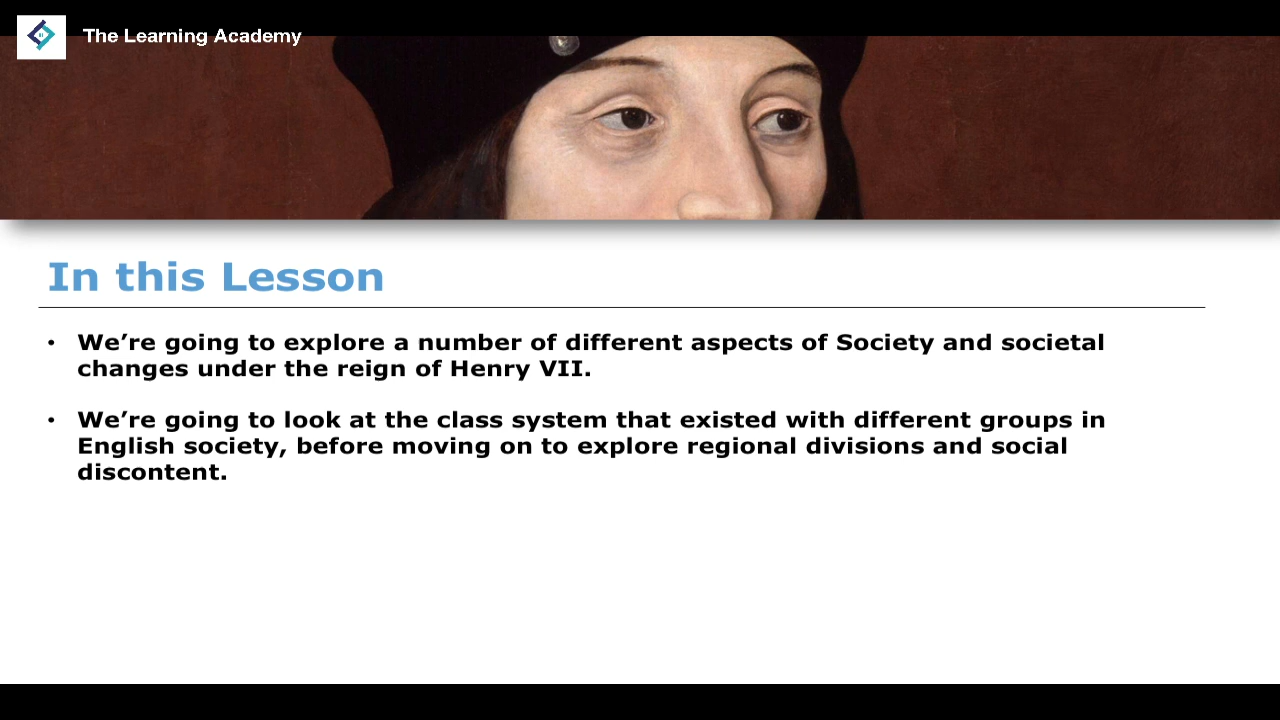 The Learning Academy
In this Lesson
• We’re going to explore a number of different aspects of Society and societal
changes under the reign of Henry VII.
• We’re going to look at the class system that existed with different groups in
English society, before moving on to explore regional divisions and social
discontent.